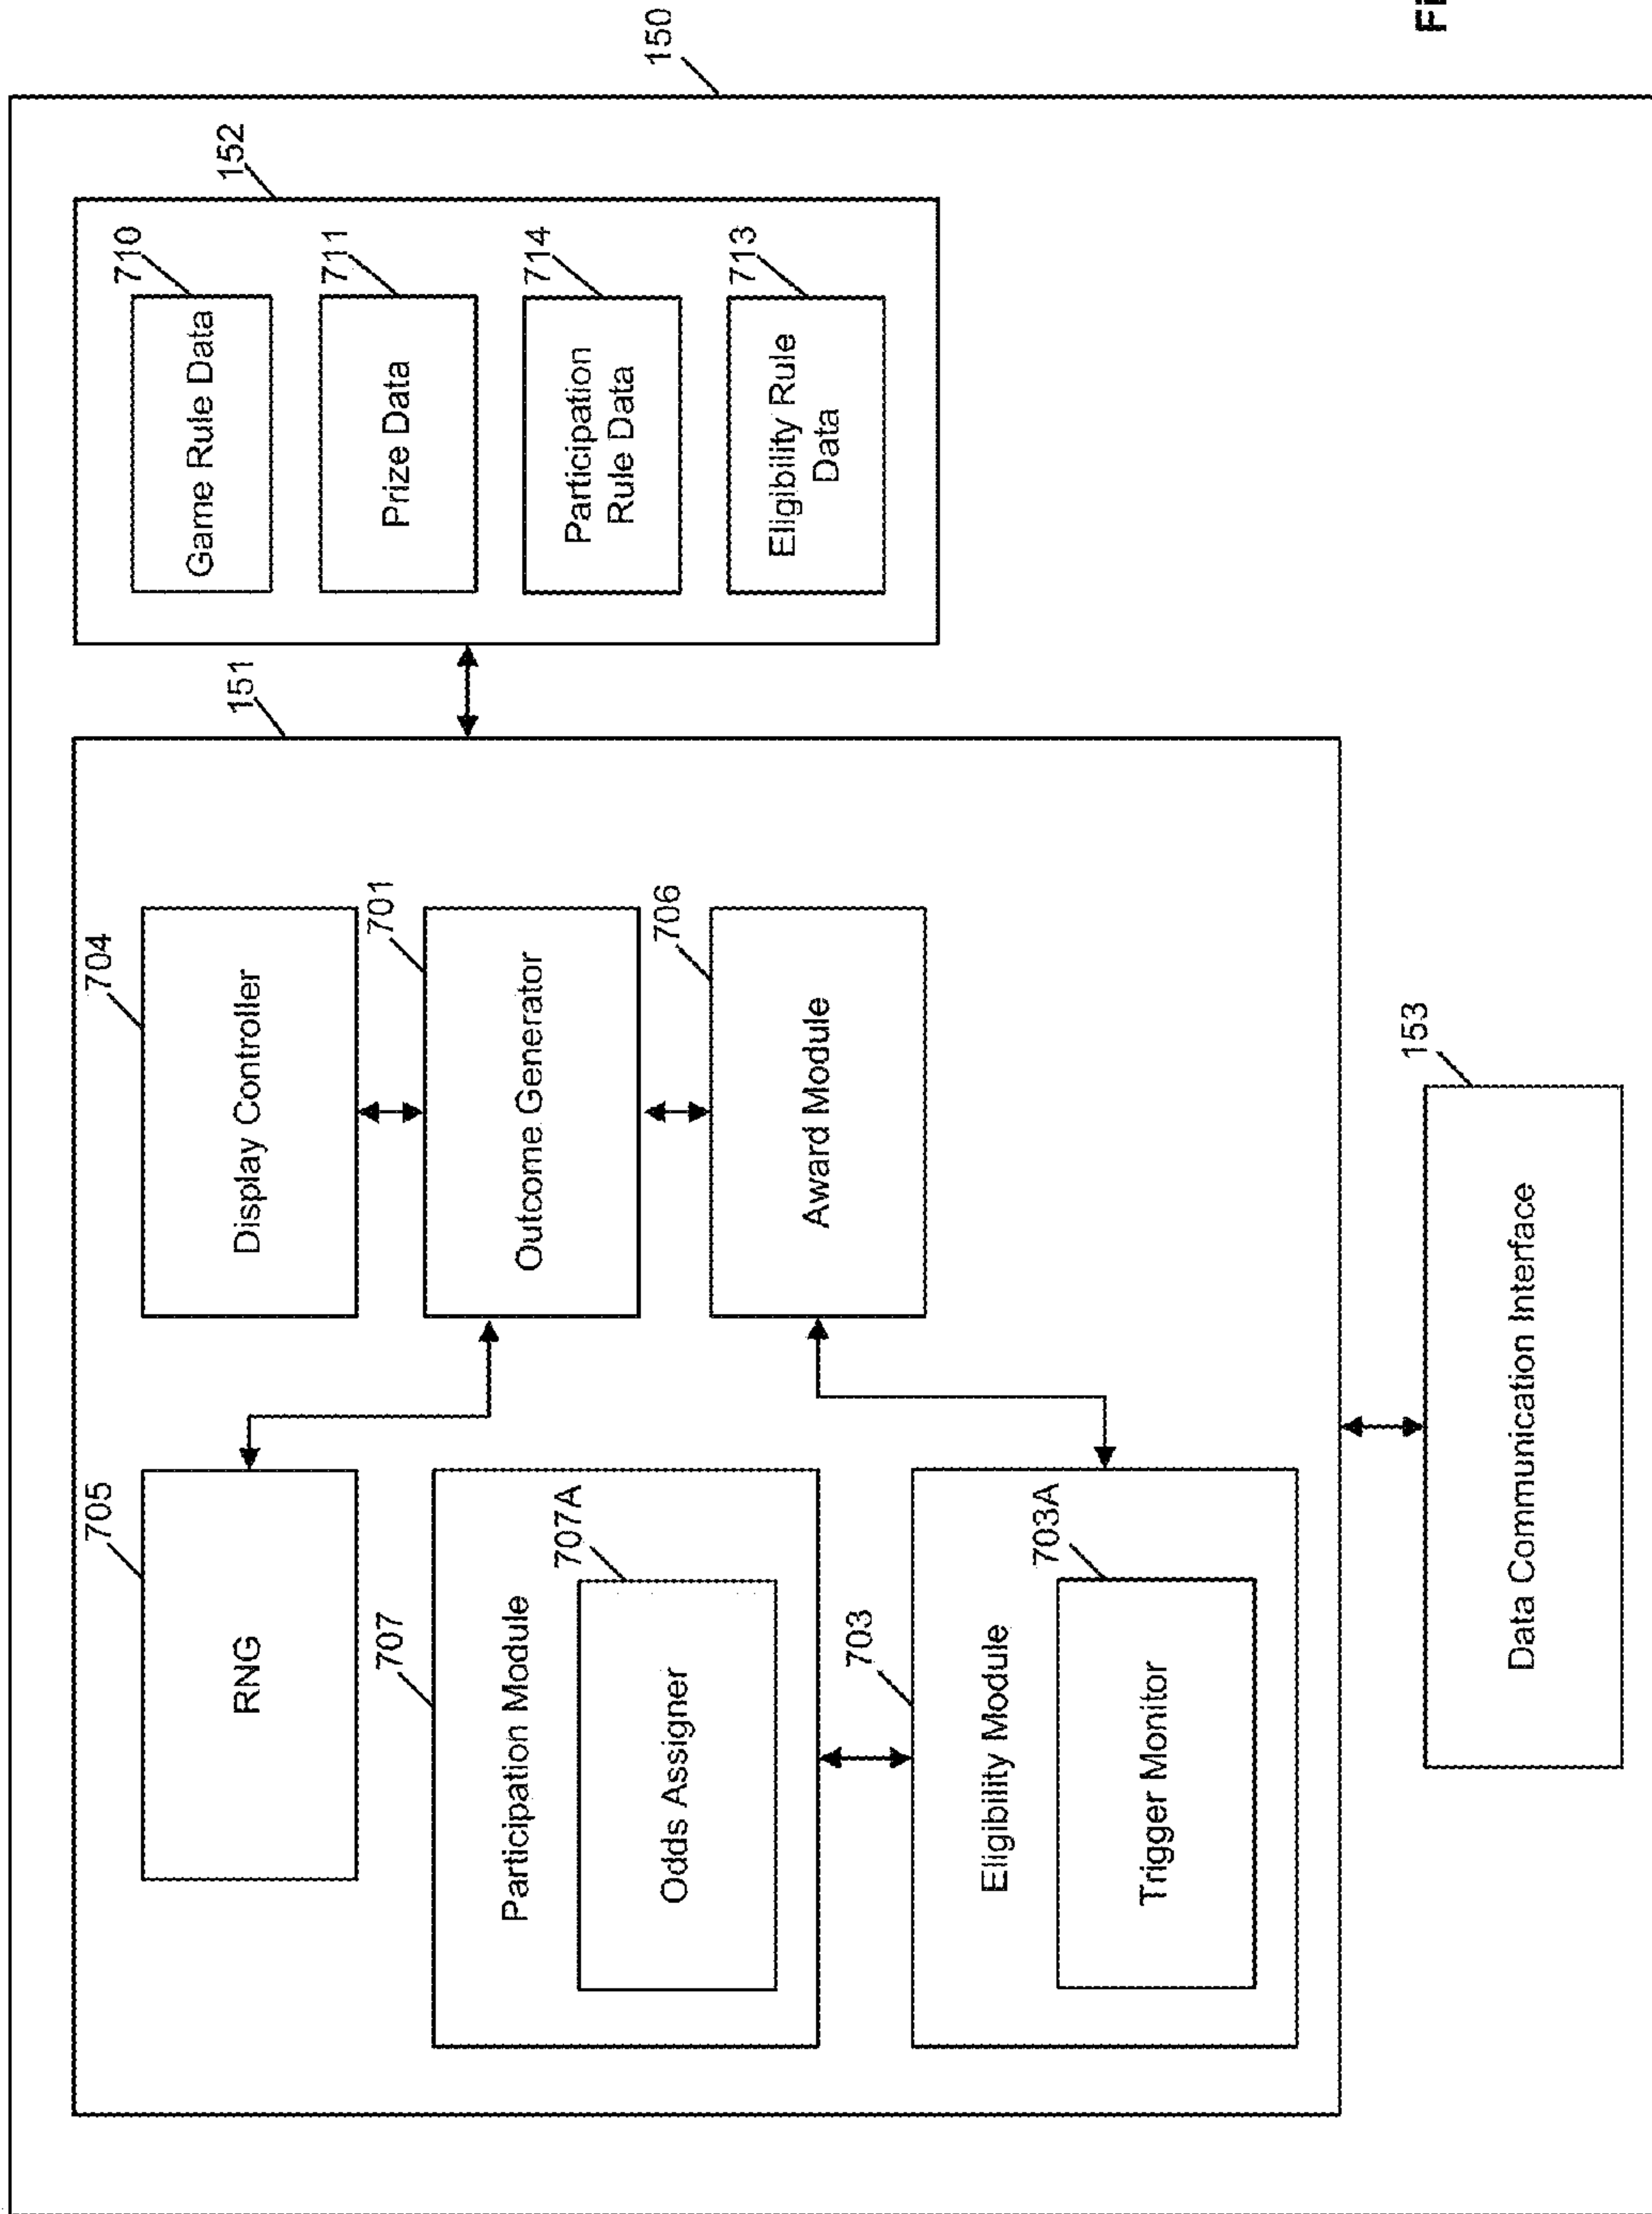 150
151
152
705
RNG
704
Display Controller
710
Game Rule Data
707
Participation Module
707A
Odds Assigner
701
Outcome Generator
711
Prize Data
706
Award Module
714
Participation
Rule Data
703
Eligibility Module
703A
Trigger Monitor
713
Eligibility Rule
Data
153
Data Communication Interface
Fi